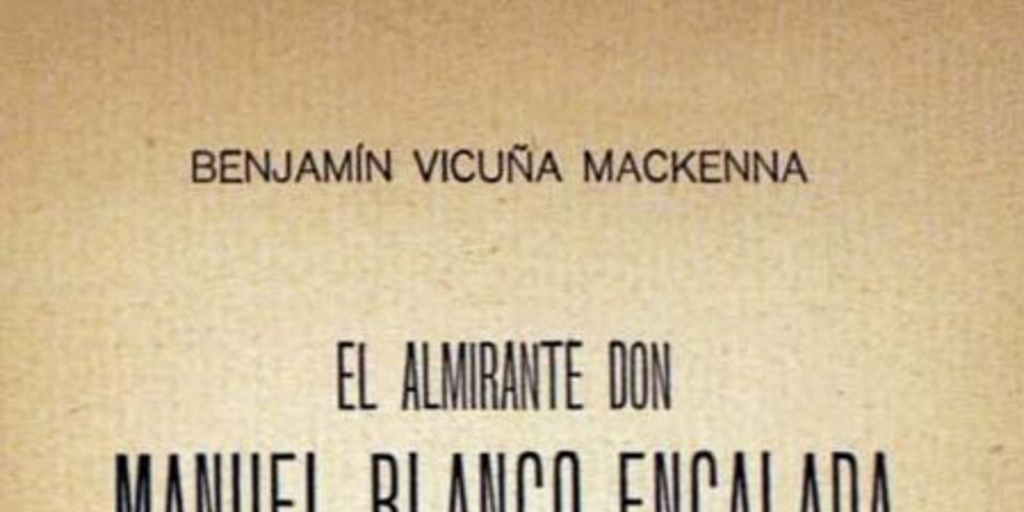 BENJAMÍN VICUÑA MACKENNA
EL ALMIRANTE DON
MANUEL BLANCO ENCALADA